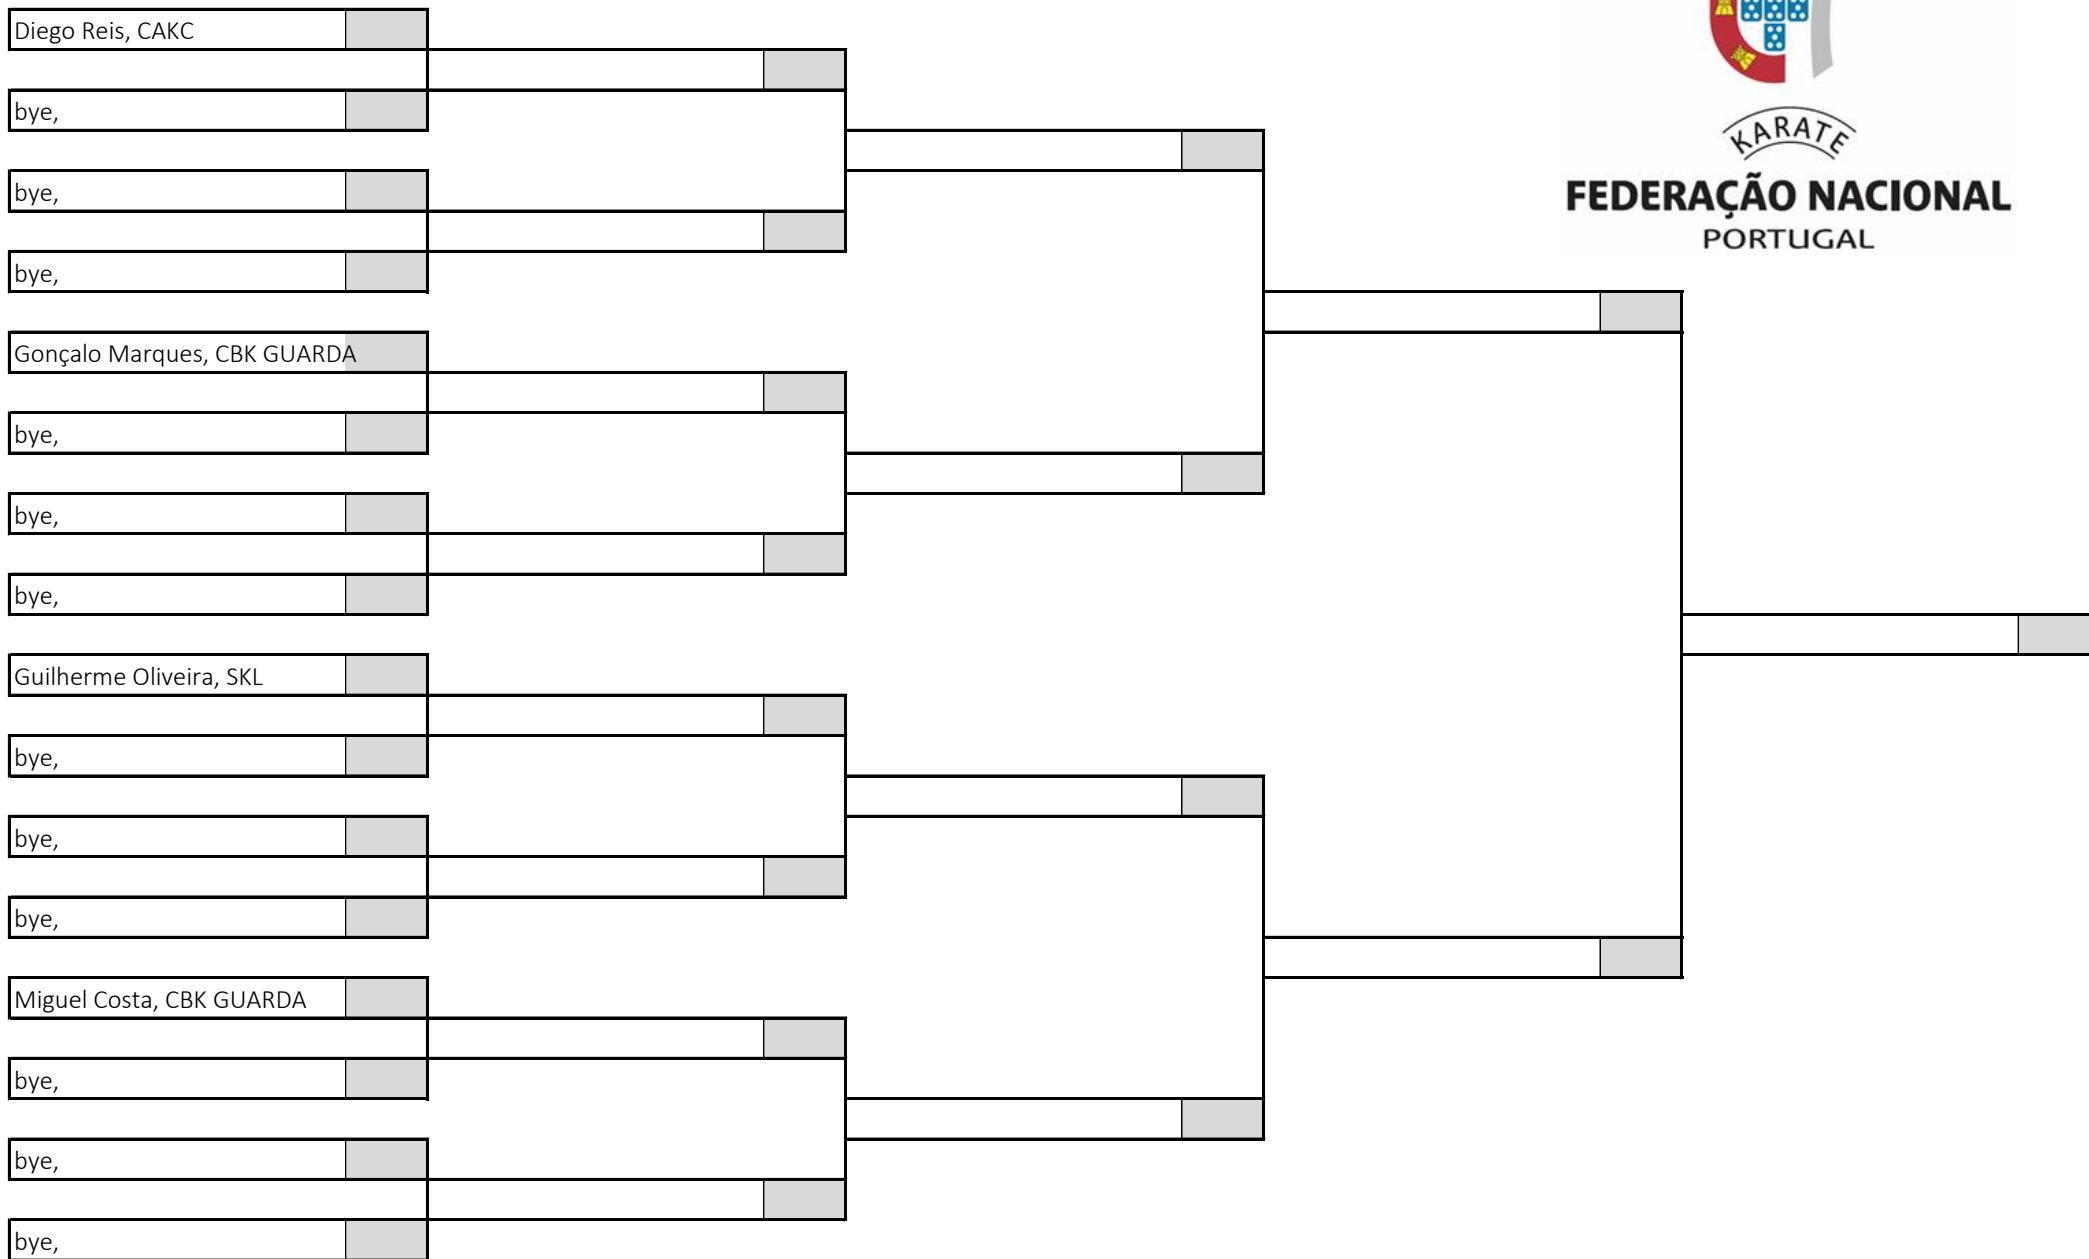 Diego Reis, CAKC
bye,
bye,
bye,
Gonçalo Marques, CBK GUARDA
bye,
bye,
bye,
Guilherme Oliveira, SKL
bye,
bye,
bye,
Miguel Costa, CBK GUARDA
bye,
bye,
bye,
KARATE
FEDERAÇÃO NACIONAL
PORTUGAL